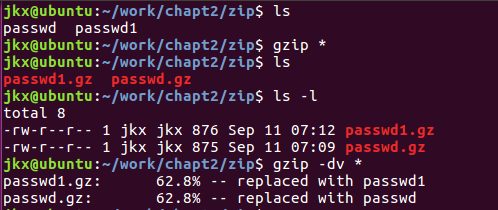 jkx@ubuntu:~/work/chapt2/zip$ ls
passwd  passwd1
jkx@ubuntu:~/work/chapt2/zip$ gzip *
jkx@ubuntu:~/work/chapt2/zip$ ls
passwd1.gz  passwd.gz
jkx@ubuntu:~/work/chapt2/zip$ ls -l
total 8
-rw-r--r-- 1 jkx jkx 876 Sep 11 07:12 passwd1.gz
-rw-r--r-- 1 jkx jkx 875 Sep 11 07:09 passwd.gz
jkx@ubuntu:~/work/chapt2/zip$ gzip -dv *
passwd1.gz:      62.8% -- replaced with passwd1
passwd.gz:       62.8% -- replaced with passwd